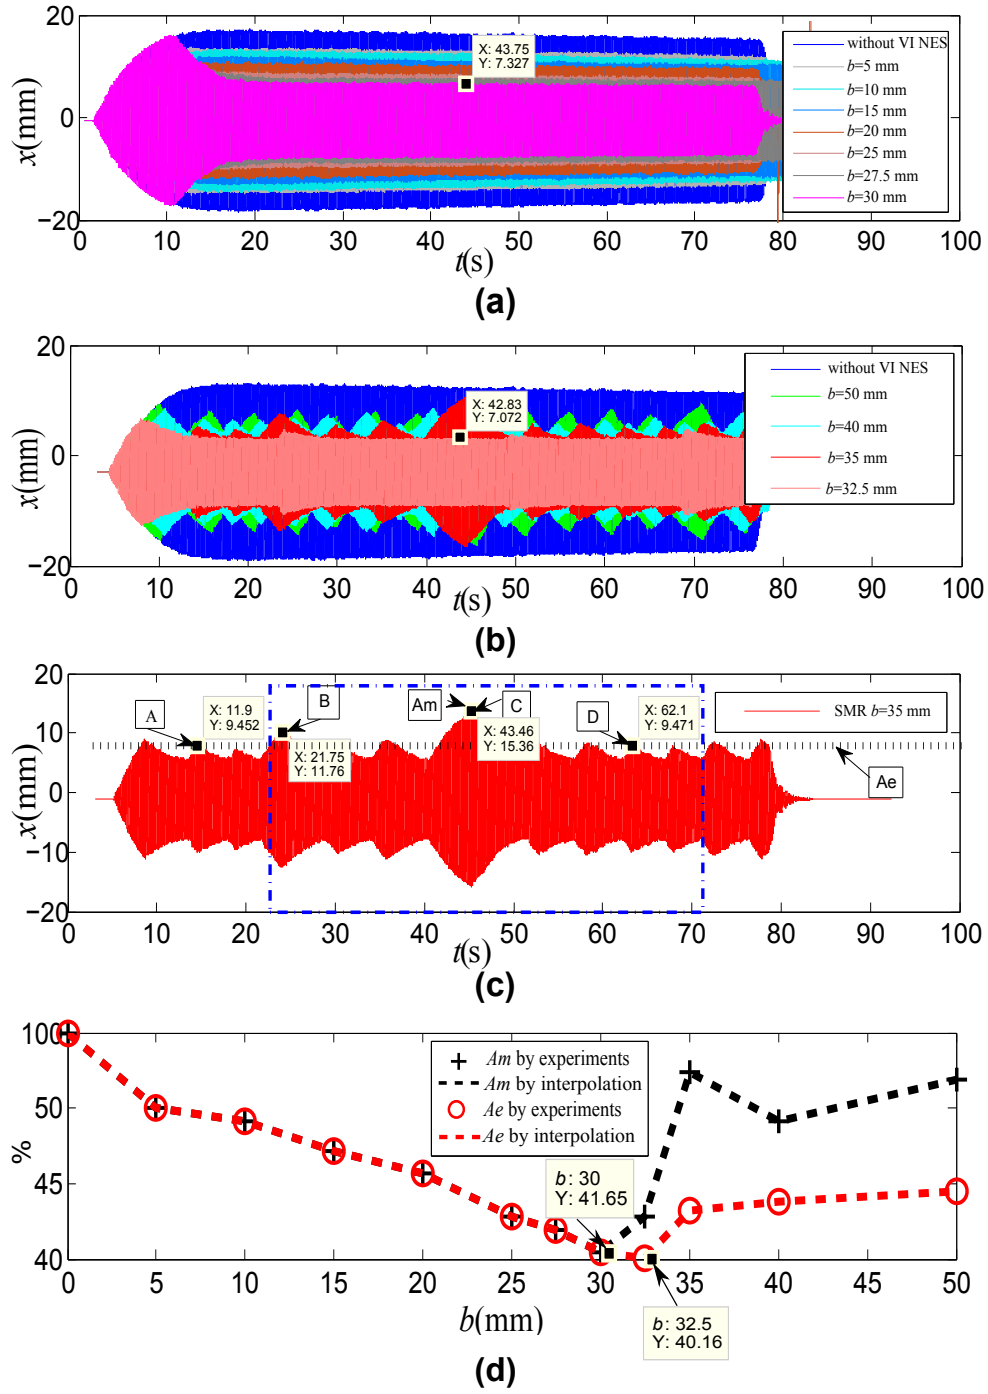 20
10
0
−10
−20
x(mm)
X: 43.75
Y: 7.327
without VI NES
b=5 mm
b=10 mm
b=15 mm
b=20 mm
b=25 mm
b=27.5 mm
b=30 mm
0 10 20 30 40 50 60 70 80 90 100
t(s)
(a)
20
0
−20
x(mm)
X: 42.83
Y: 7.072
without VI NES
b=50 mm
b=40 mm
b=35 mm
b=32.5 mm
0 10 20 30 40 50 60 70 80 90 100
t(s)
(b)
20
10
0
−10
−20
x(mm)
A
X: 11.9
Y: 9.452
B
X: 21.75
Y: 11.76
Am
C
X: 43.46
Y: 15.36
D
X: 62.1
Y: 9.471
SMR b=35 mm
Ae
0 10 20 30 40 50 60 70 80 90 100
t(s)
(c)
100
50
45
40
%
Am by experiments
Am by interpolation
Ae by experiments
Ae by interpolation
b: 30
Y: 41.65
b: 32.5
Y: 40.16
0 5 10 15 20 25 30 35 40 45 50
b(mm)
(d)